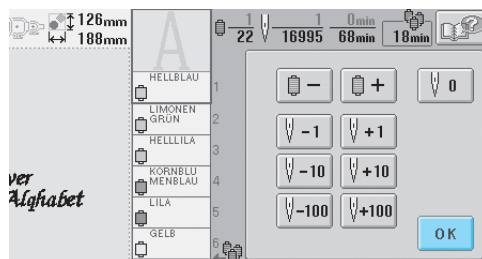 126mm
188mm
A
1 1 0min
22 16995 68min 18min
HELLBLAU 1
LIMONEN
GRÜN 2
HELLLILA 3
KORNBLU
MENBLAU 4
LILA 5
GELB 6
ver
Alphabet
− + 0
−1 +1
−10 +10
−100 +100
OK